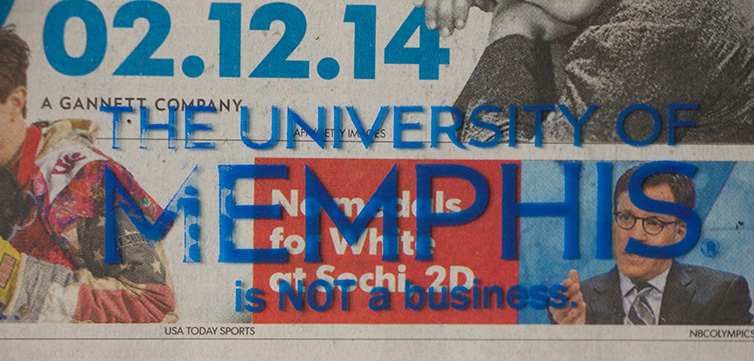 02.12.14
A GANNETT COMPANY
THE UNIVERSITY OF
MEMPHIS
No medals
for White
at Sochi, 2D
is NOT a business.
USA TODAY SPORTS
NBCOLYMPICS